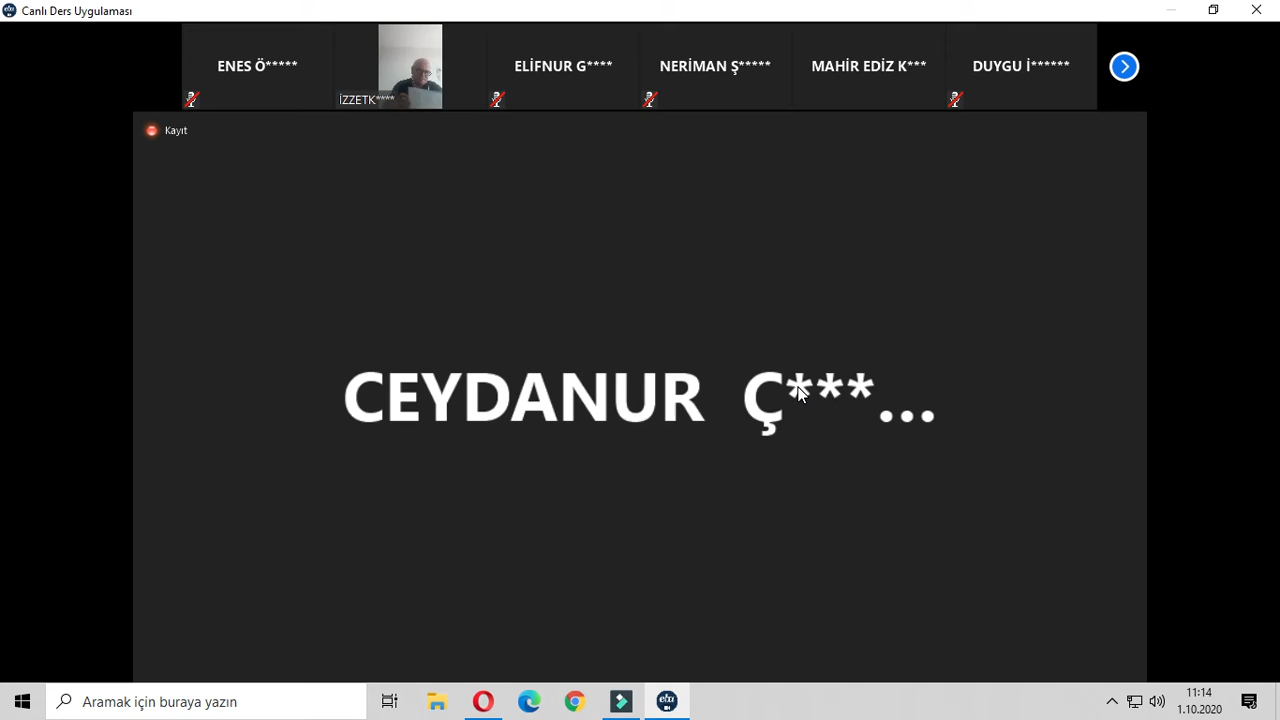 Canlı Ders Uygulaması
ENES Ö*****
İZZETK****
ELİFNUR G****
NERİMAN Ş*****
MAHİR EDİZ K***
DUYGU İ******
Kayıt
CEYDANUR Ç***...
Aramak için buraya yazın
eba
11:14
1.10.2020